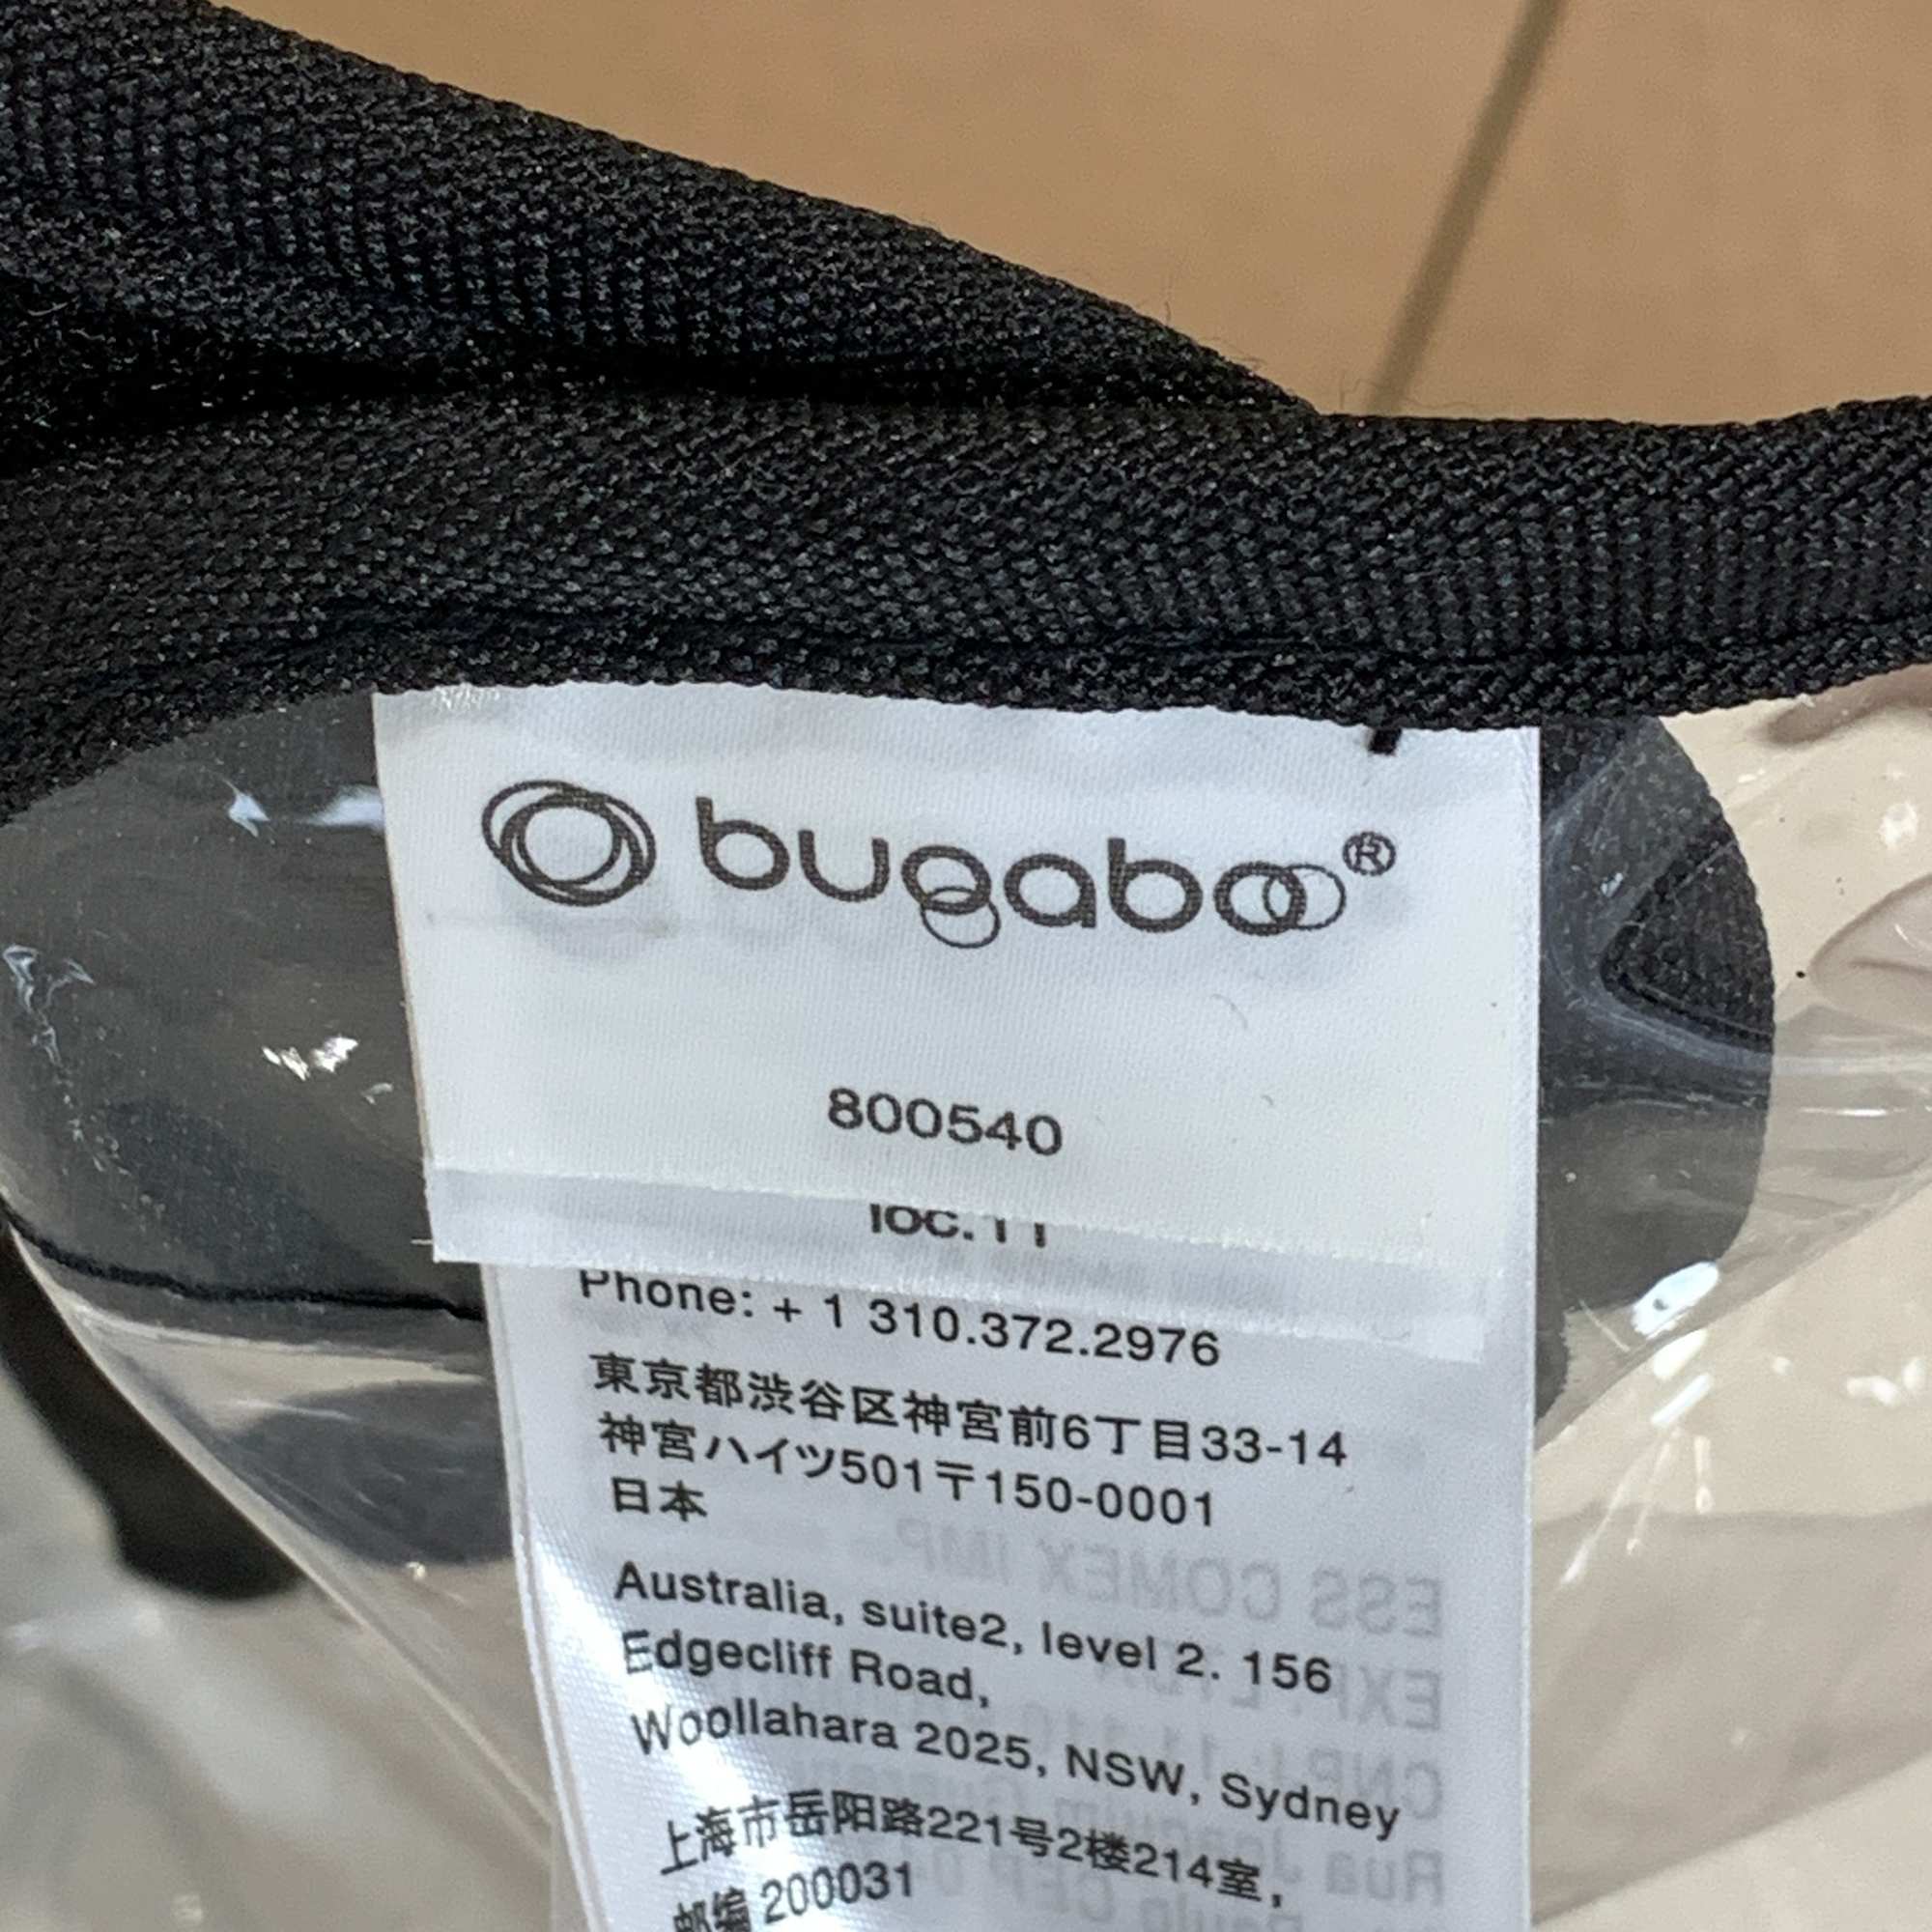 bugaboo®
800540
Phone: + 1 310.372.2976
東京都渋谷区神宮前6丁目33-14
神宮ハイツ501〒150-0001
日本
Australia, suite2, level 2. 156
Edgecliff Road,
Woollahara 2025, NSW, Sydney
上海市岳阳路221号2楼214室,
邮编 200031